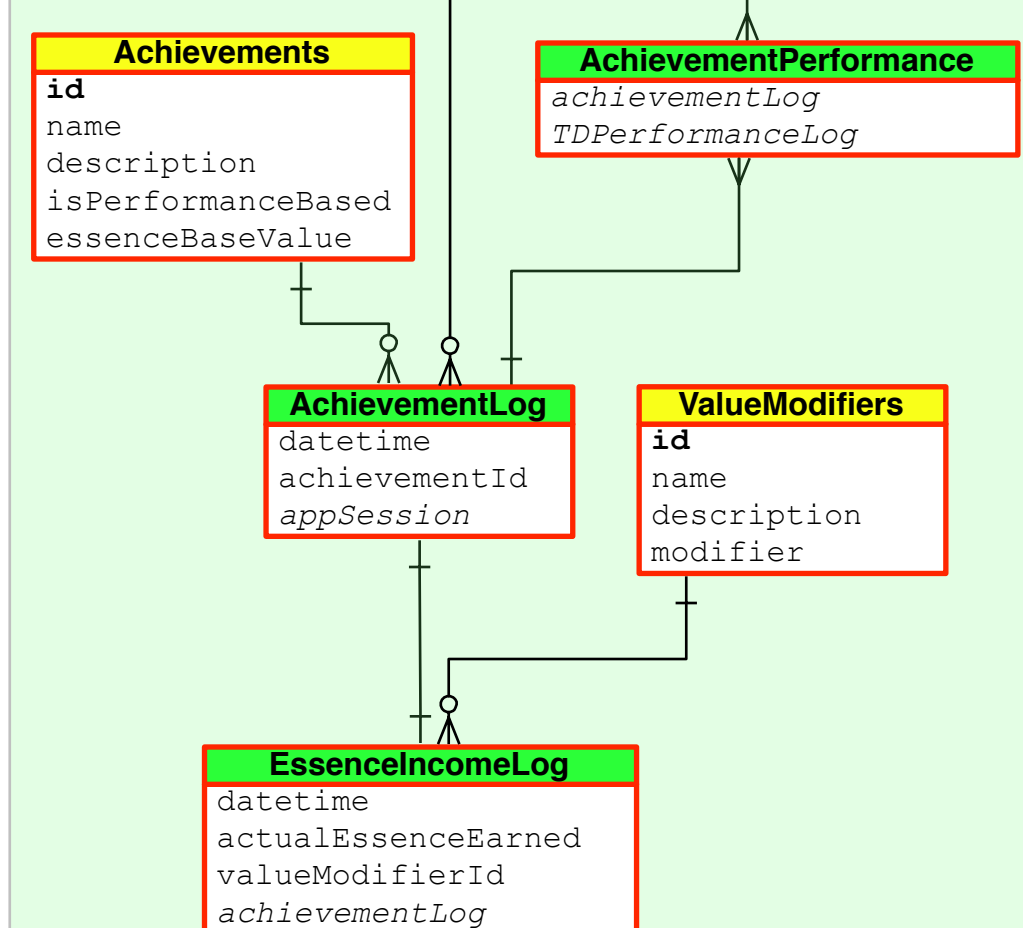 Achievements
id
name
description
isPerformanceBased
essenceBaseValue
AchievementPerformance
achievementLog
TDPerformanceLog
AchievementLog
datetime
achievementId
appSession
ValueModifiers
id
name
description
modifier
EssenceIncomeLog
datetime
actualEssenceEarned
valueModifierId
achievementLog